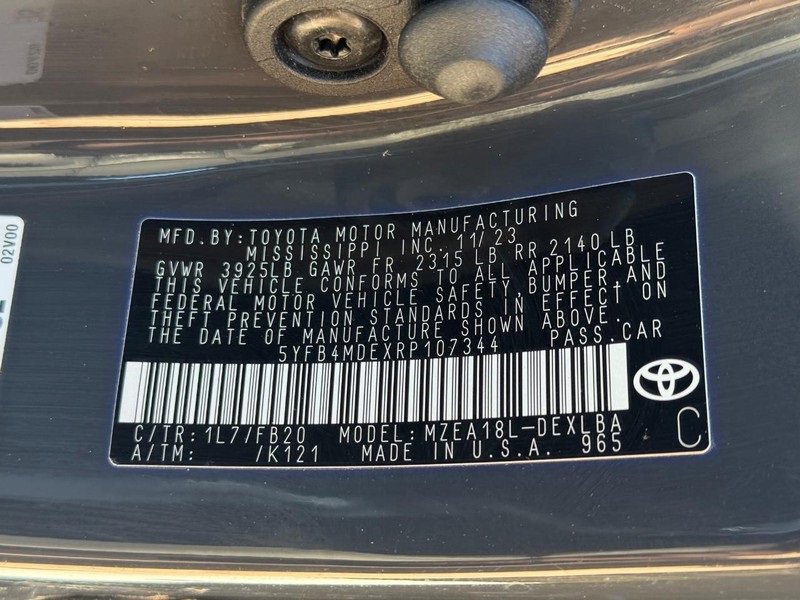 MFD.BY:TOYOTA MOTOR MANUFACTURING
MISSISSIPPI INC. 11/23
GVWR 3925LB GAWR FR 2315 LB RR 2140 LB
THIS VEHICLE CONFORMS TO ALL APPLICABLE
FEDERAL MOTOR VEHICLE SAFETY,BUMPER,AND
THEFT PREVENTION STANDARDS IN EFFECT ON
THE DATE OF MANUFACTURE SHOWN ABOVE.
5YFB4MDEXRP107344 PASS.CAR
C/TR:1L7/FB20 MODEL:MZEA18L-DEXLBA
A/TM: /K121 MADE IN U.S.A. 965
C
02V00